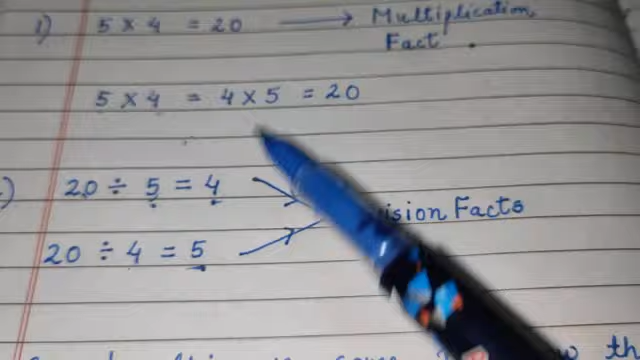 1) 5 × 4 = 20 → Multiplication
Fact.
5 × 4 = 4 × 5 = 20
20 ÷ 5 = 4
ision Facts
20 ÷ 4 = 5